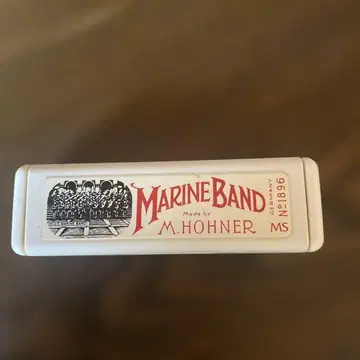 MARINE BAND
Made by
M. HOHNER
GERMANY
No 1896
MS